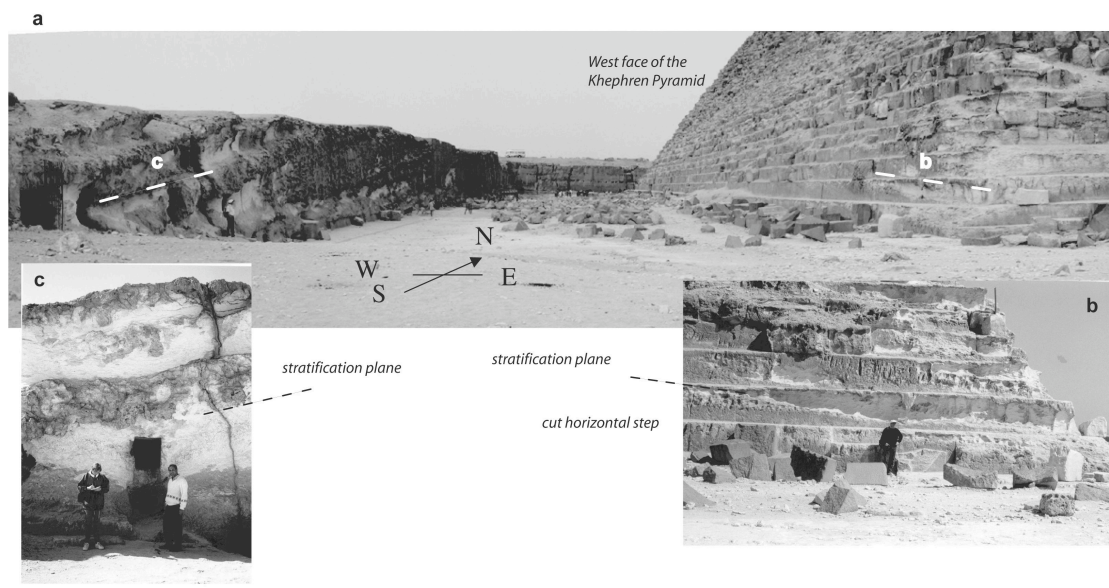 a
West face of the
Khephren Pyramid
c
b
N
W
E
S
c
b
stratification plane
stratification plane
cut horizontal step